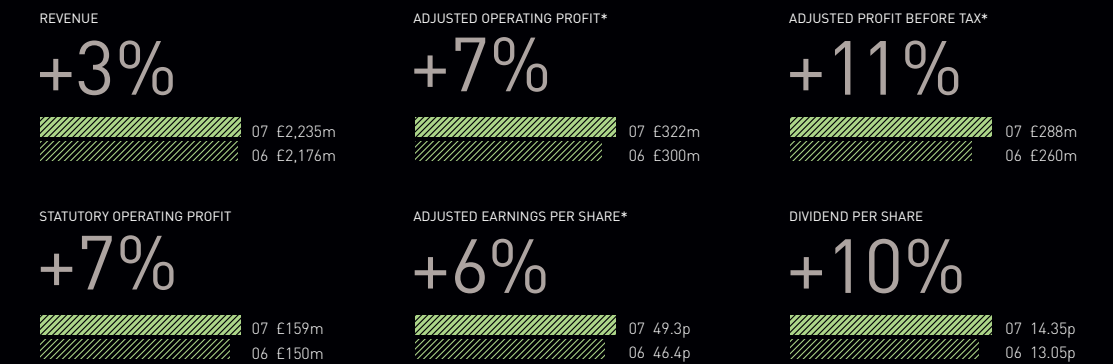 REVENUE
+3%
07 £2,235m
06 £2,176m
ADJUSTED OPERATING PROFIT*
+7%
07 £322m
06 £300m
ADJUSTED PROFIT BEFORE TAX*
+11%
07 £288m
06 £260m
STATUTORY OPERATING PROFIT
+7%
07 £159m
06 £150m
ADJUSTED EARNINGS PER SHARE*
+6%
07 49.3p
06 46.4p
DIVIDEND PER SHARE
+10%
07 14.35p
06 13.05p